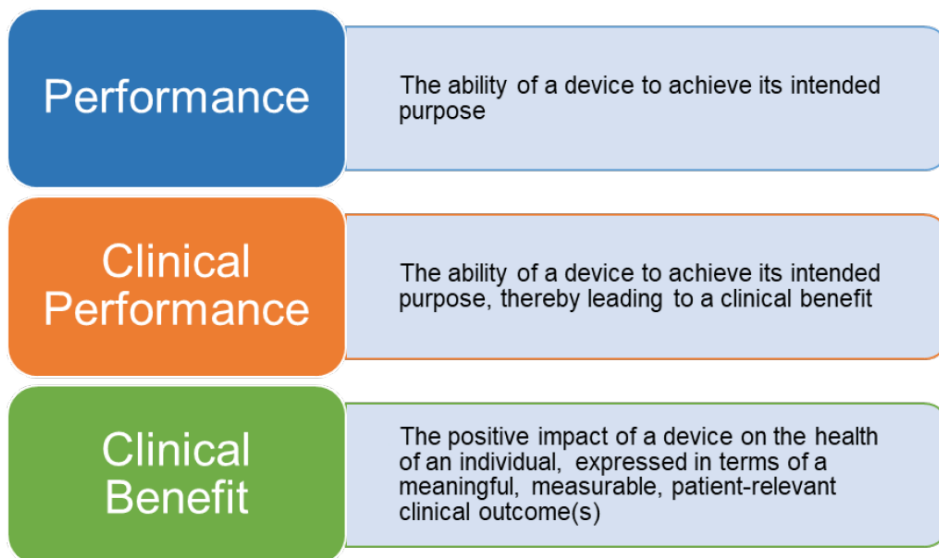 Performance
The ability of a device to achieve its intended
purpose
Clinical
Performance
The ability of a device to achieve its intended
purpose, thereby leading to a clinical benefit
Clinical
Benefit
The positive impact of a device on the health
of an individual, expressed in terms of a
meaningful, measurable, patient-relevant
clinical outcome(s)